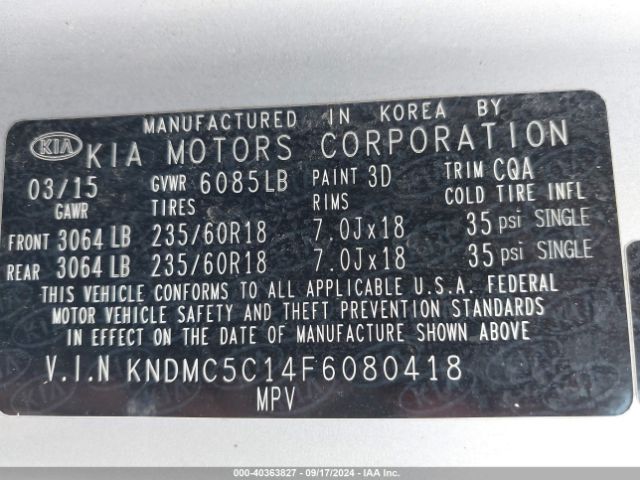 MANUFACTURED IN KOREA BY
KIA KIA MOTORS CORPORATION
03/15 GVWR 6085LB PAINT 3D TRIM CQA
GAWR TIRES RIMS COLD TIRE INFL
FRONT 3064 LB 235/60R18 7.0Jx18 35 psi SINGLE
REAR 3064 LB 235/60R18 7.0Jx18 35 psi SINGLE
THIS VEHICLE CONFORMS TO ALL APPLICABLE U.S.A. FEDERAL
MOTOR VEHICLE SAFETY AND THEFT PREVENTION STANDARDS
IN EFFECT ON THE DATE OF MANUFACTURE SHOWN ABOVE
V.I.N KNDMC5C14F6080418
MPV
000-40363827 - 09/17/2024 - IAA Inc.